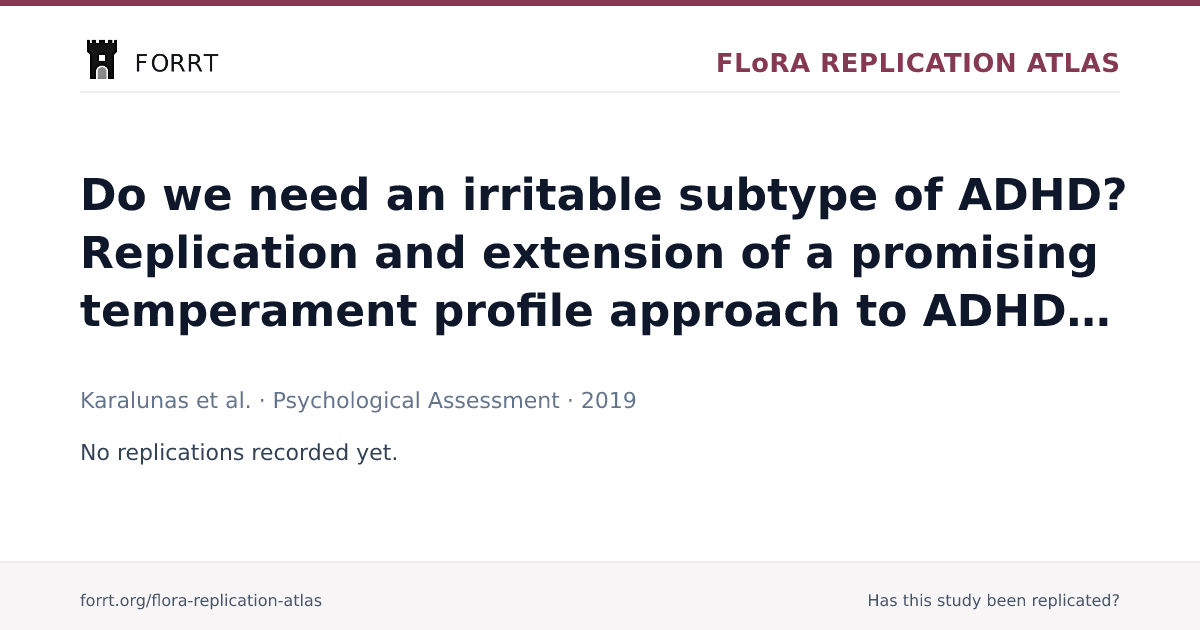 FORRT
FLoRA REPLICATION ATLAS
Do we need an irritable subtype of ADHD?
Replication and extension of a promising
temperament profile approach to ADHD…
Karalunas et al. · Psychological Assessment · 2019
No replications recorded yet.
forrt.org/flora-replication-atlas
Has this study been replicated?